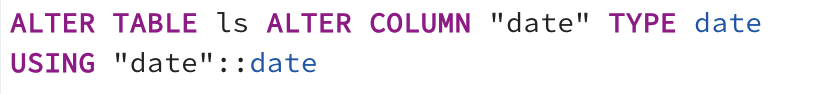 ALTER TABLE ls ALTER COLUMN "date" TYPE date
USING "date"::date